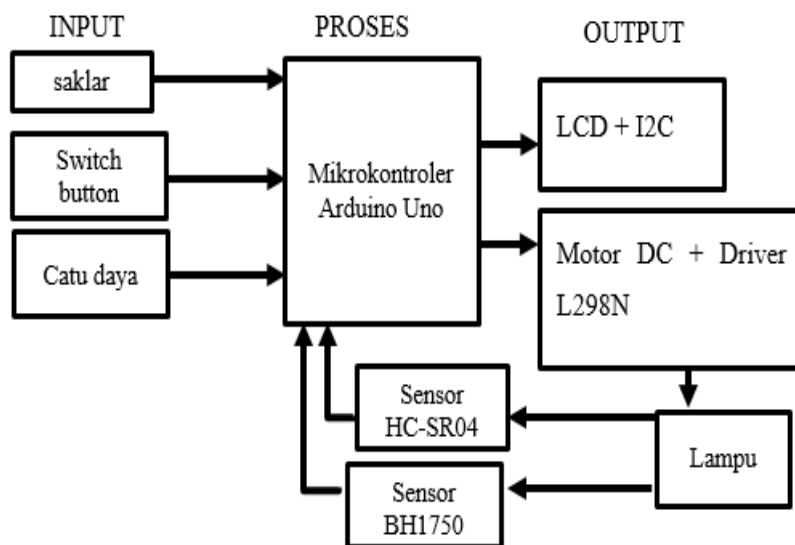 INPUT
PROSES
OUTPUT
saklar
Switch
button
Catu daya
Mikrokontroler
Arduino Uno
LCD + I2C
Motor DC + Driver
L298N
Sensor
HC-SR04
Sensor
BH1750
Lampu